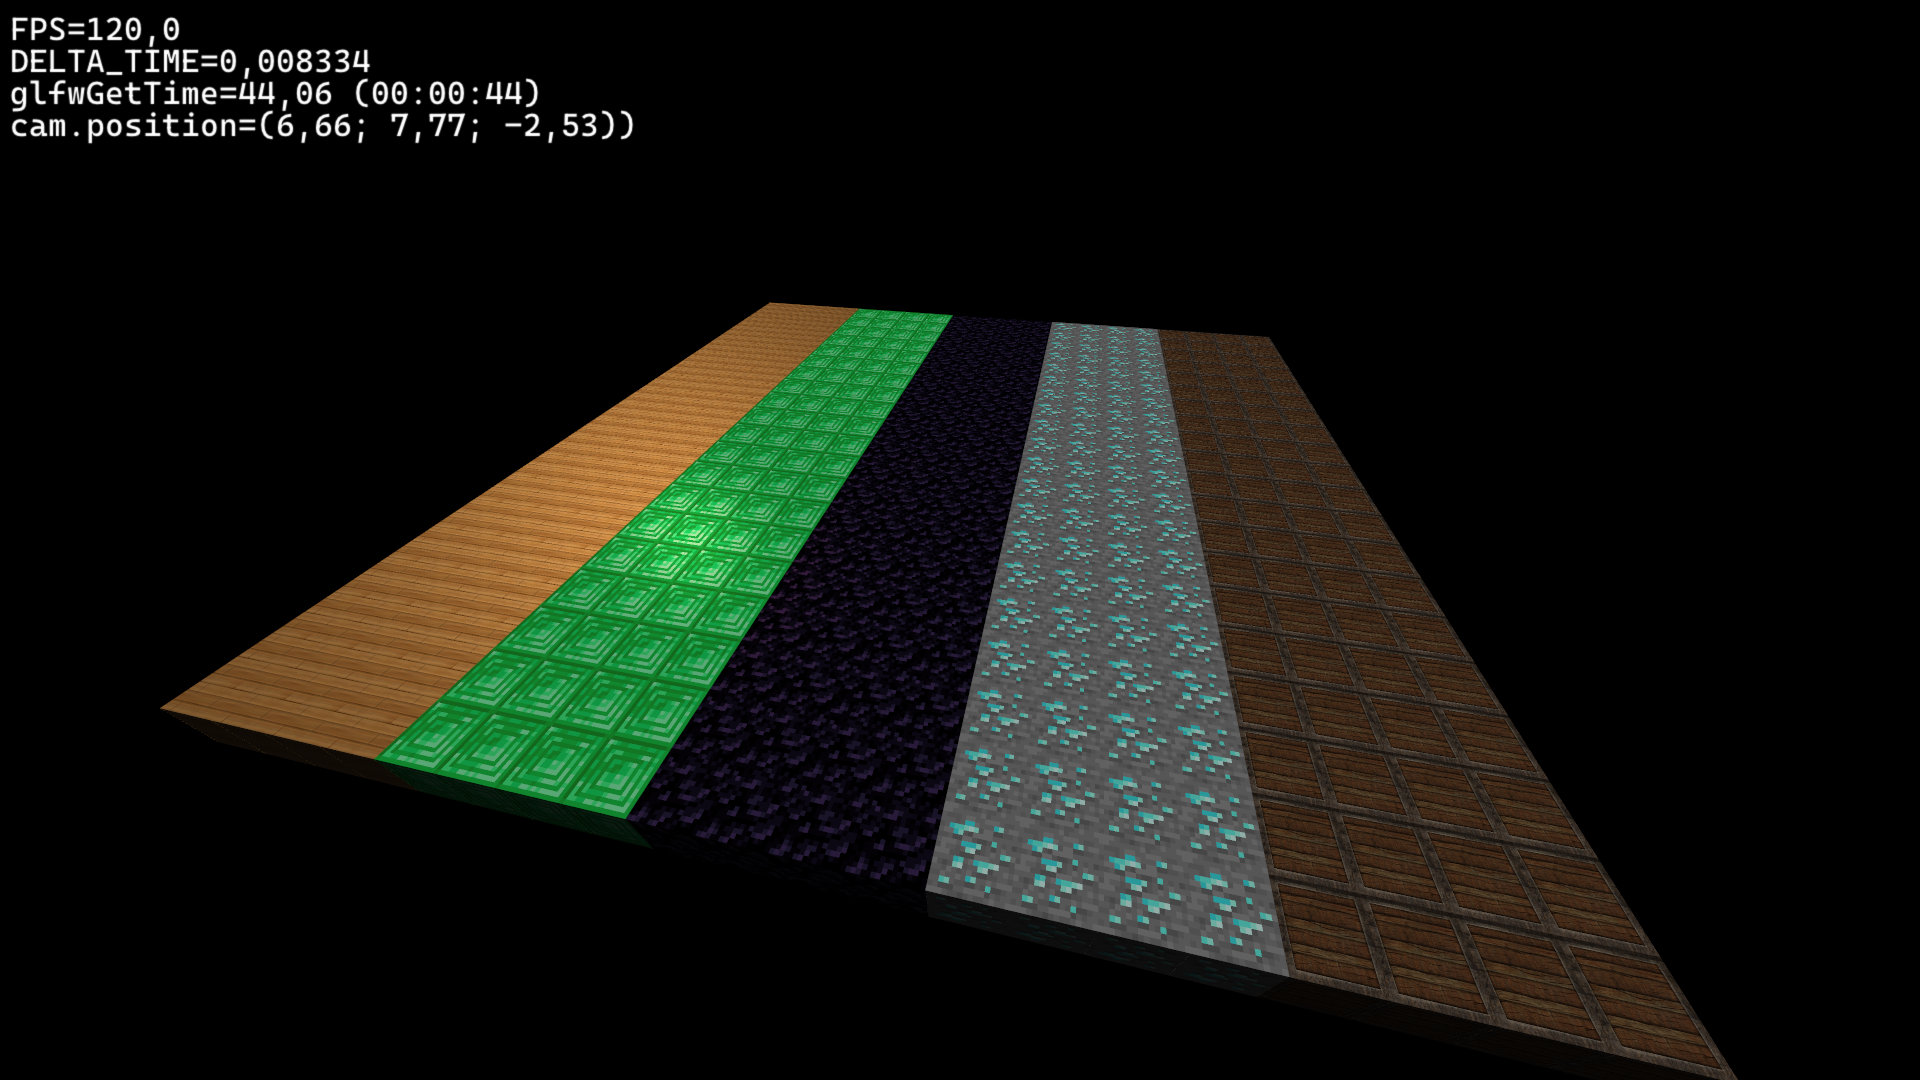 FPS=120,0
DELTA_TIME=0,008334
glfwGetTime=44,06 (00:00:44)
cam.position=(6,66; 7,77; -2,53))